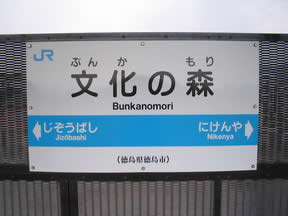 JR
ぶんか もり
文化の森
Bunkanomori
じぞうばし にけんや
Jizōbashi Nikenya
(徳島県徳島市)